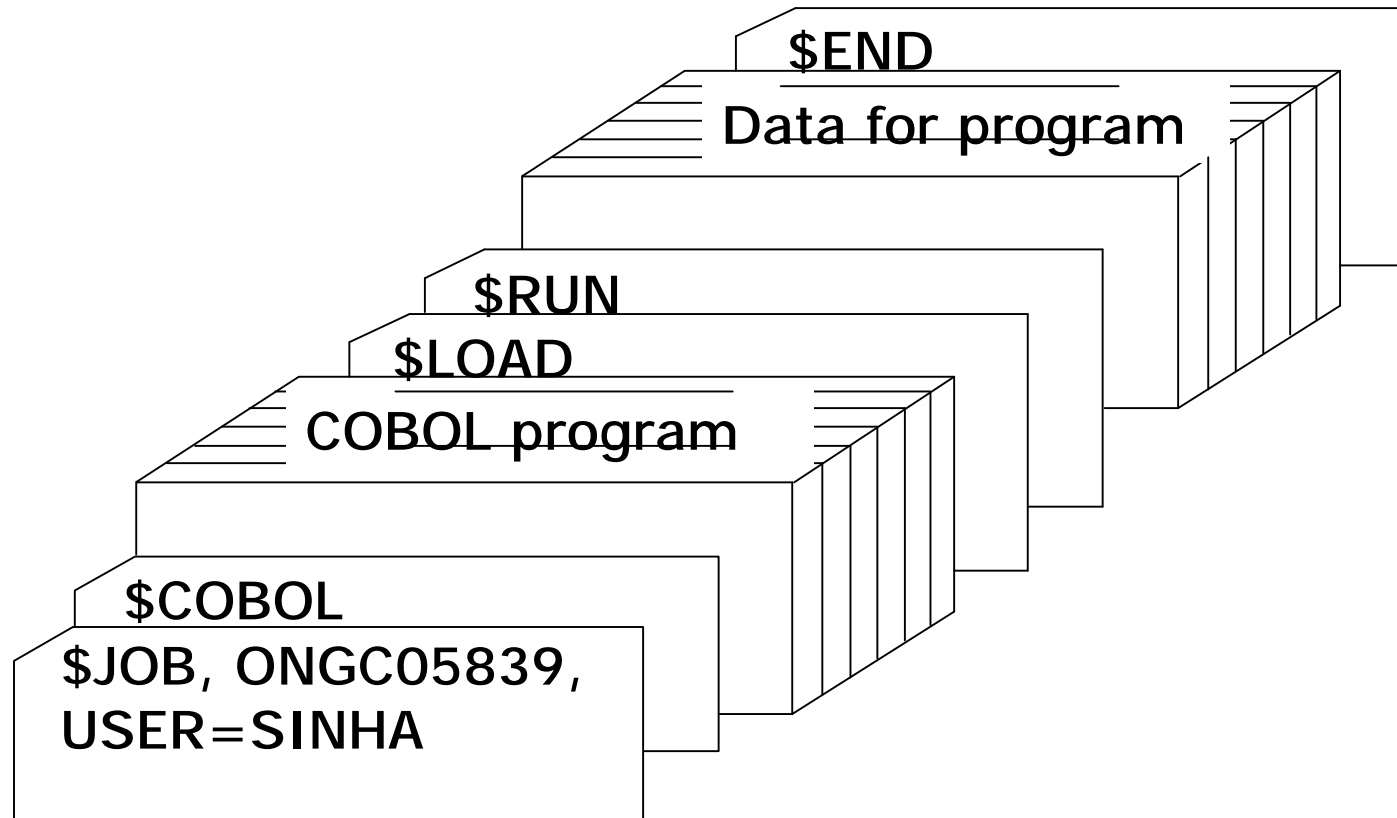 $END
Data for program
$RUN
$LOAD
COBOL program
$COBOL
$JOB, ONGC05839,
USER=SINHA